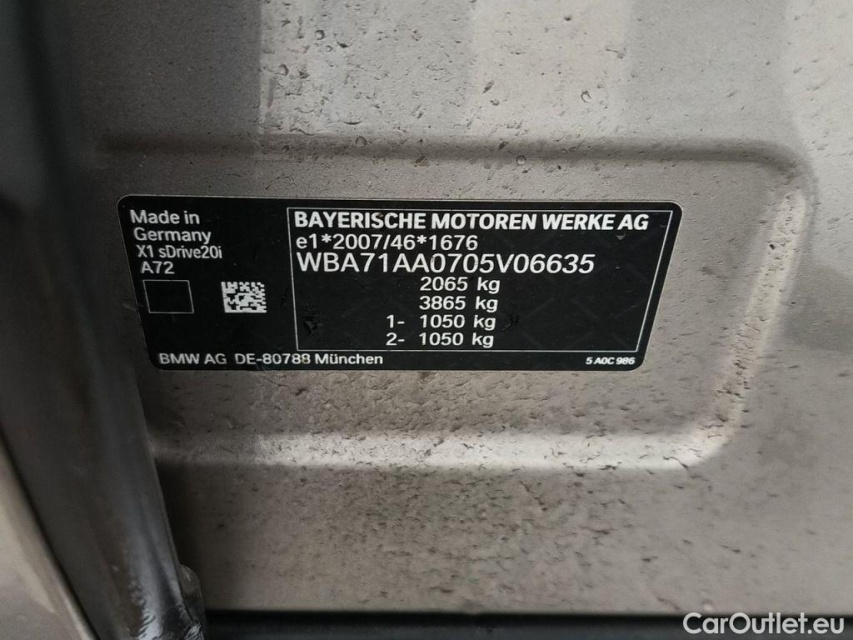 Made in
Germany
X1 sDrive20i
A72
BAYERISCHE MOTOREN WERKE AG
e1*2007/46*1676
WBA71AA0705V06635
2065 kg
3865 kg
1- 1050 kg
2- 1050 kg
BMW AG DE-80788 München
5 A0C 986
CarOutlet.eu